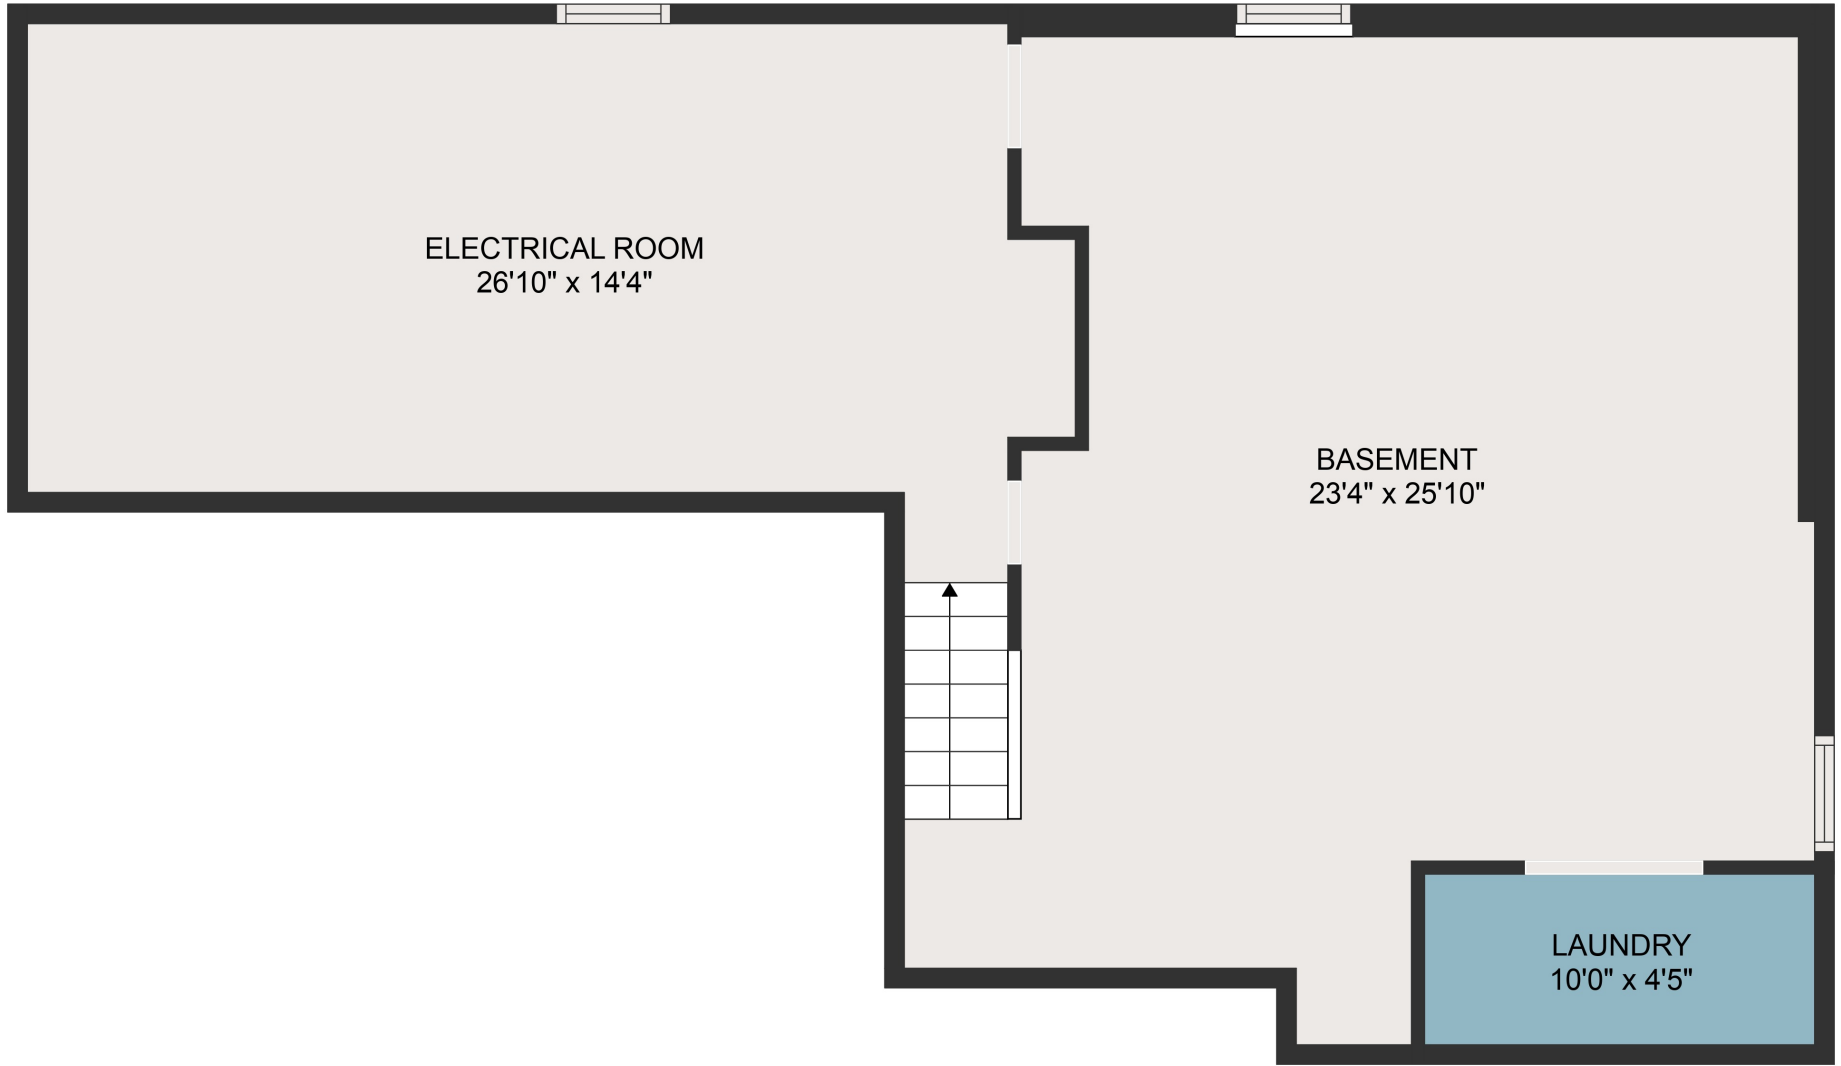 ELECTRICAL ROOM
26'10" x 14'4"
BASEMENT
23'4" x 25'10"
LAUNDRY
10'0" x 4'5"